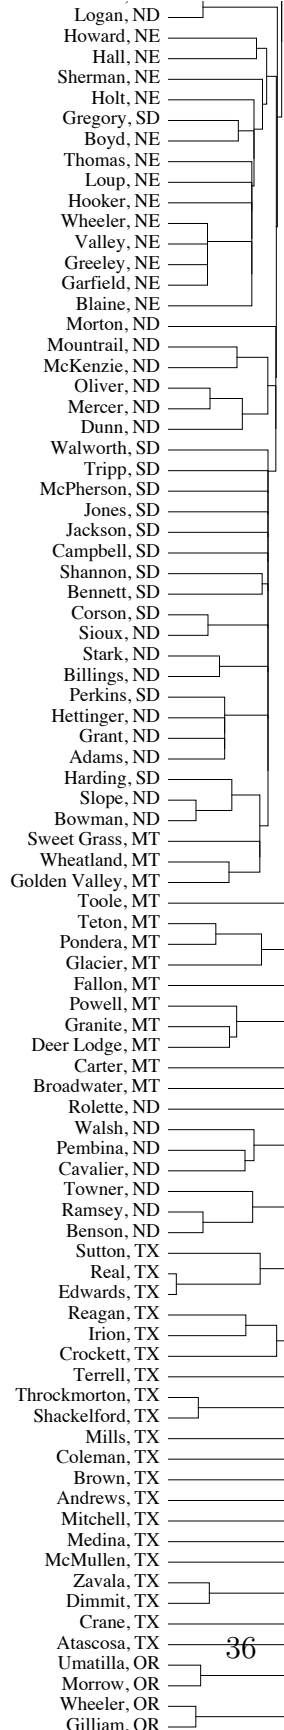 Logan, ND
Howard, NE
Hall, NE
Sherman, NE
Holt, NE
Gregory, SD
Boyd, NE
Thomas, NE
Loup, NE
Hooker, NE
Wheeler, NE
Valley, NE
Greeley, NE
Garfield, NE
Blaine, NE
Morton, ND
Mountrail, ND
McKenzie, ND
Oliver, ND
Mercer, ND
Dunn, ND
Walworth, SD
Tripp, SD
McPherson, SD
Jones, SD
Jackson, SD
Campbell, SD
Shannon, SD
Bennett, SD
Corson, SD
Sioux, ND
Stark, ND
Billings, ND
Perkins, SD
Hettinger, ND
Grant, ND
Adams, ND
Harding, SD
Slope, ND
Bowman, ND
Sweet Grass, MT
Wheatland, MT
Golden Valley, MT
Toole, MT
Teton, MT
Pondera, MT
Glacier, MT
Fallon, MT
Powell, MT
Granite, MT
Deer Lodge, MT
Carter, MT
Broadwater, MT
Rolette, ND
Walsh, ND
Pembina, ND
Cavalier, ND
Towner, ND
Ramsey, ND
Benson, ND
Sutton, TX
Real, TX
Edwards, TX
Reagan, TX
Irion, TX
Crockett, TX
Terrell, TX
Throckmorton, TX
Shackelford, TX
Mills, TX
Coleman, TX
Brown, TX
Andrews, TX
Mitchell, TX
Medina, TX
McMullen, TX
Zavala, TX
Dimmit, TX
Crane, TX
Atascosa, TX
36
Umatilla, OR
Morrow, OR
Wheeler, OR
Gilliam, OR